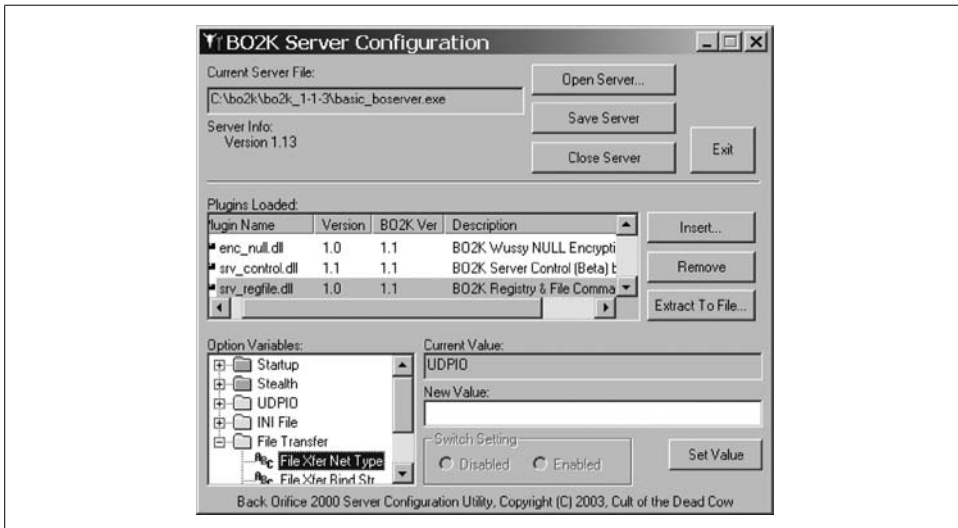 BO2K Server Configuration
Current Server File:
C:\bo2k\bo2k_1-1-3\basic_boserver.exe
Server Info:
Version 1.13
Open Server...
Save Server
Close Server
Exit
Plugins Loaded:
lugin Name Version BO2K Ver Description
enc_null.dll 1.0 1.1 BO2K Wussy NULL Encrypti
srv_control.dll 1.1 1.1 BO2K Server Control (Beta)
srv_regfile.dll 1.0 1.1 BO2K Registry & File Comma
Insert...
Remove
Extract To File...
Option Variables:
Startup
Stealth
UDPIO
INI File
File Transfer
File Xfer Net Type
File Xfer Bind Str
Current Value:
UDPIO
New Value:
Switch Setting
Disabled Enabled
Set Value
Back Orifice 2000 Server Configuration Utility, Copyright (C) 2003, Cult of the Dead Cow